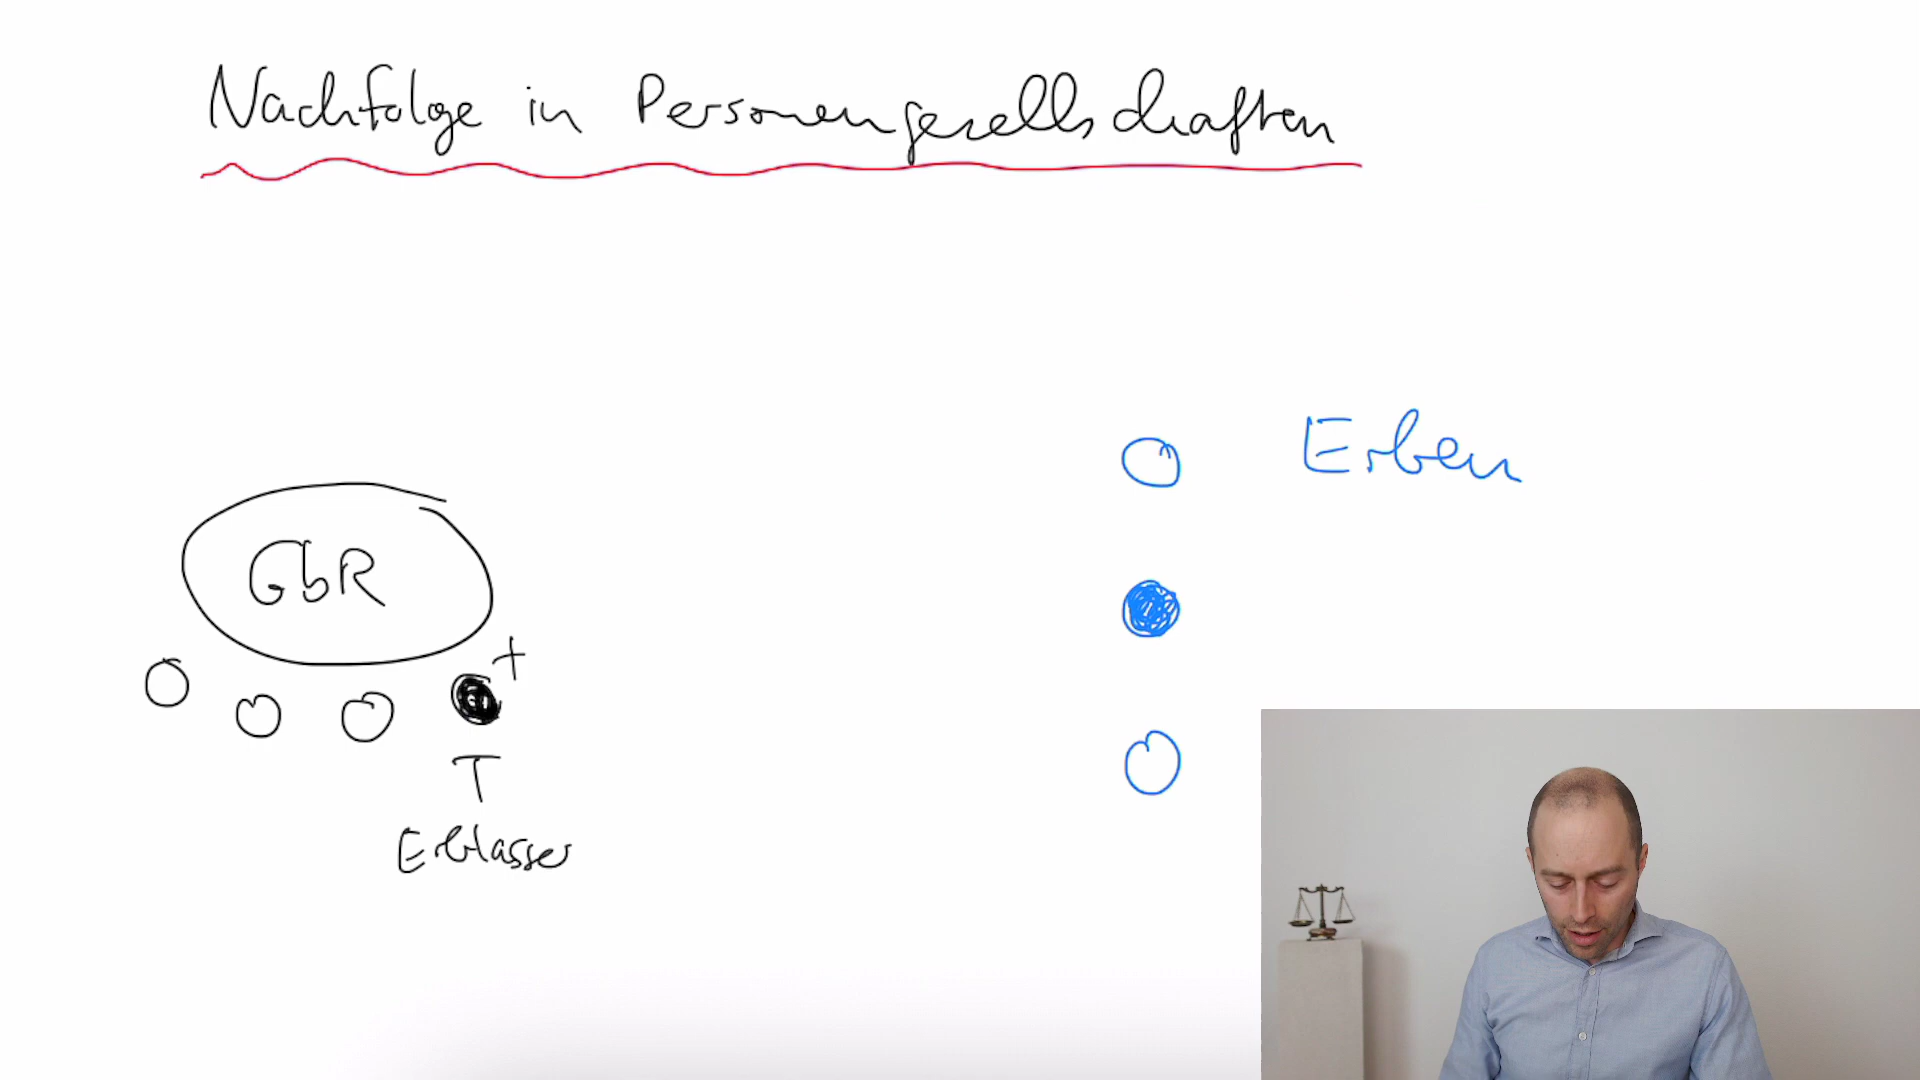 Nachfolge in Personengesellschaften
Erben
GbR
+
T
Erblasser